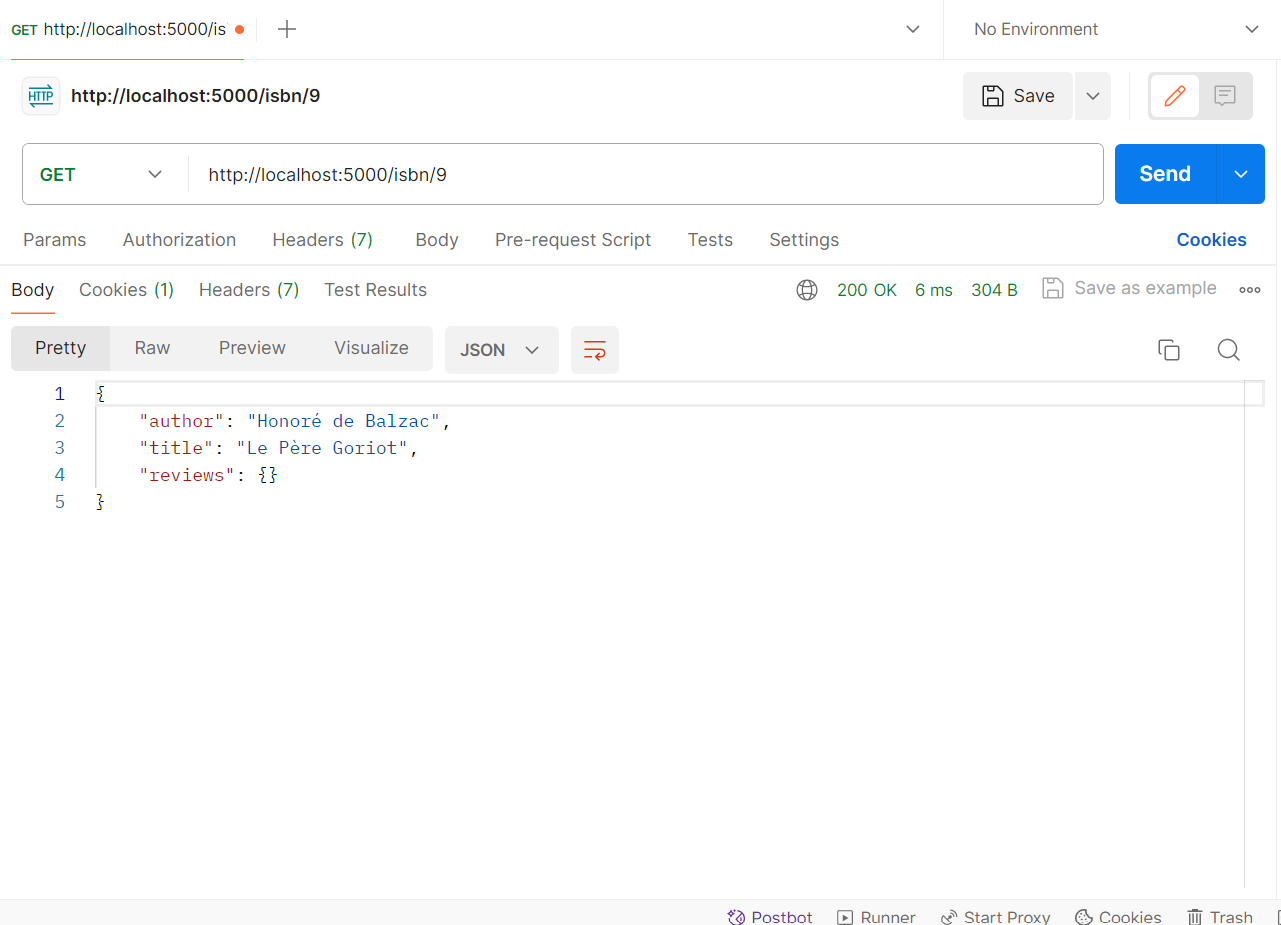 GET http://localhost:5000/is No Environment
HTTP http://localhost:5000/isbn/9 Save
GET http://localhost:5000/isbn/9 Send
Params Authorization Headers (7) Body Pre-request Script Tests Settings Cookies
Body Cookies (1) Headers (7) Test Results 200 OK 6 ms 304 B Save as example
Pretty Raw Preview Visualize JSON
1 {
2 "author": "Honoré de Balzac",
3 "title": "Le Père Goriot",
4 "reviews": {}
5 }
Postbot Runner Start Proxy Cookies Trash